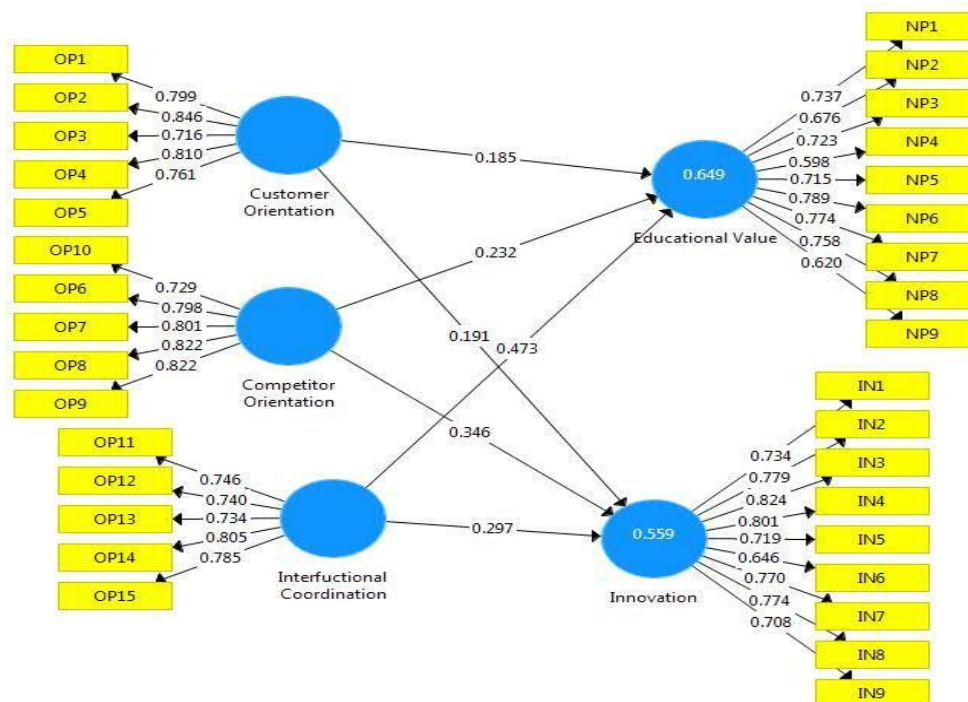 OP1
OP2
OP3
OP4
OP5
0.799
0.846
0.716
0.810
0.761
Customer
Orientation
OP10
OP6
OP7
OP8
OP9
0.729
0.798
0.801
0.822
0.822
Competitor
Orientation
OP11
OP12
OP13
OP14
OP15
0.746
0.740
0.734
0.805
0.785
Interfuctional
Coordination
0.185
0.232
0.191
0.473
0.346
0.297
0.649
Educational Value
0.737
0.676
0.723
0.598
0.715
0.789
0.774
0.758
0.620
NP1
NP2
NP3
NP4
NP5
NP6
NP7
NP8
NP9
0.559
Innovation
0.734
0.779
0.824
0.801
0.719
0.646
0.770
0.774
0.708
IN1
IN2
IN3
IN4
IN5
IN6
IN7
IN8
IN9